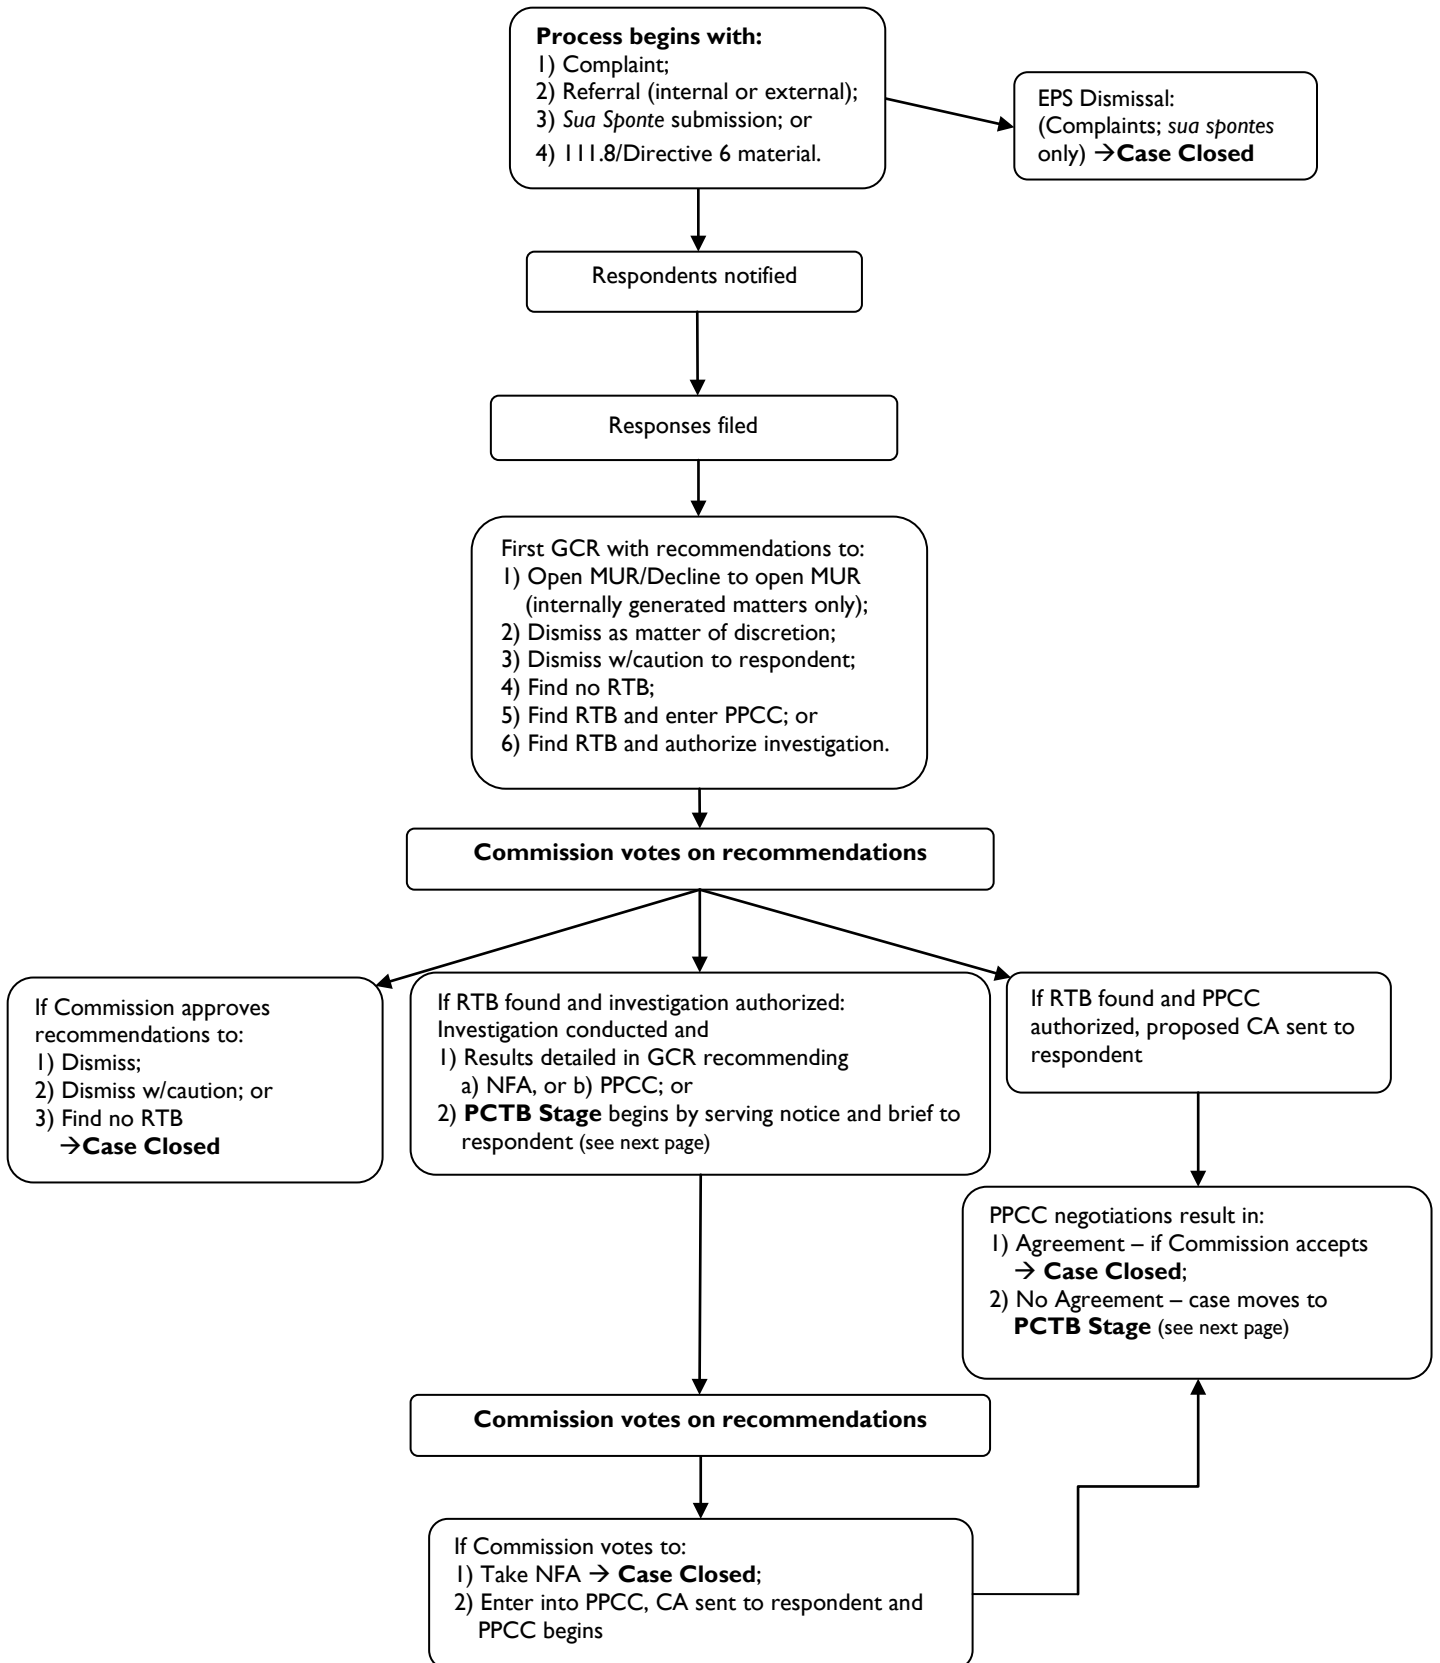 Process begins with:
1) Complaint;
2) Referral (internal or external);
3) Sua Sponte submission; or
4) 111.8/Directive 6 material.
EPS Dismissal:
(Complaints; sua spontes
only) →Case Closed
Respondents notified
Responses filed
First GCR with recommendations to:
1) Open MUR/Decline to open MUR
(internally generated matters only);
2) Dismiss as matter of discretion;
3) Dismiss w/caution to respondent;
4) Find no RTB;
5) Find RTB and enter PPCC; or
6) Find RTB and authorize investigation.
Commission votes on recommendations
If Commission approves
recommendations to:
1) Dismiss;
2) Dismiss w/caution; or
3) Find no RTB
→Case Closed
If RTB found and investigation authorized:
Investigation conducted and
1) Results detailed in GCR recommending
a) NFA, or b) PPCC; or
2) PCTB Stage begins by serving notice and brief to
respondent (see next page)
If RTB found and PPCC
authorized, proposed CA sent to
respondent
PPCC negotiations result in:
1) Agreement – if Commission accepts
→ Case Closed;
2) No Agreement – case moves to
PCTB Stage (see next page)
Commission votes on recommendations
If Commission votes to:
1) Take NFA → Case Closed;
2) Enter into PPCC, CA sent to respondent and
PPCC begins